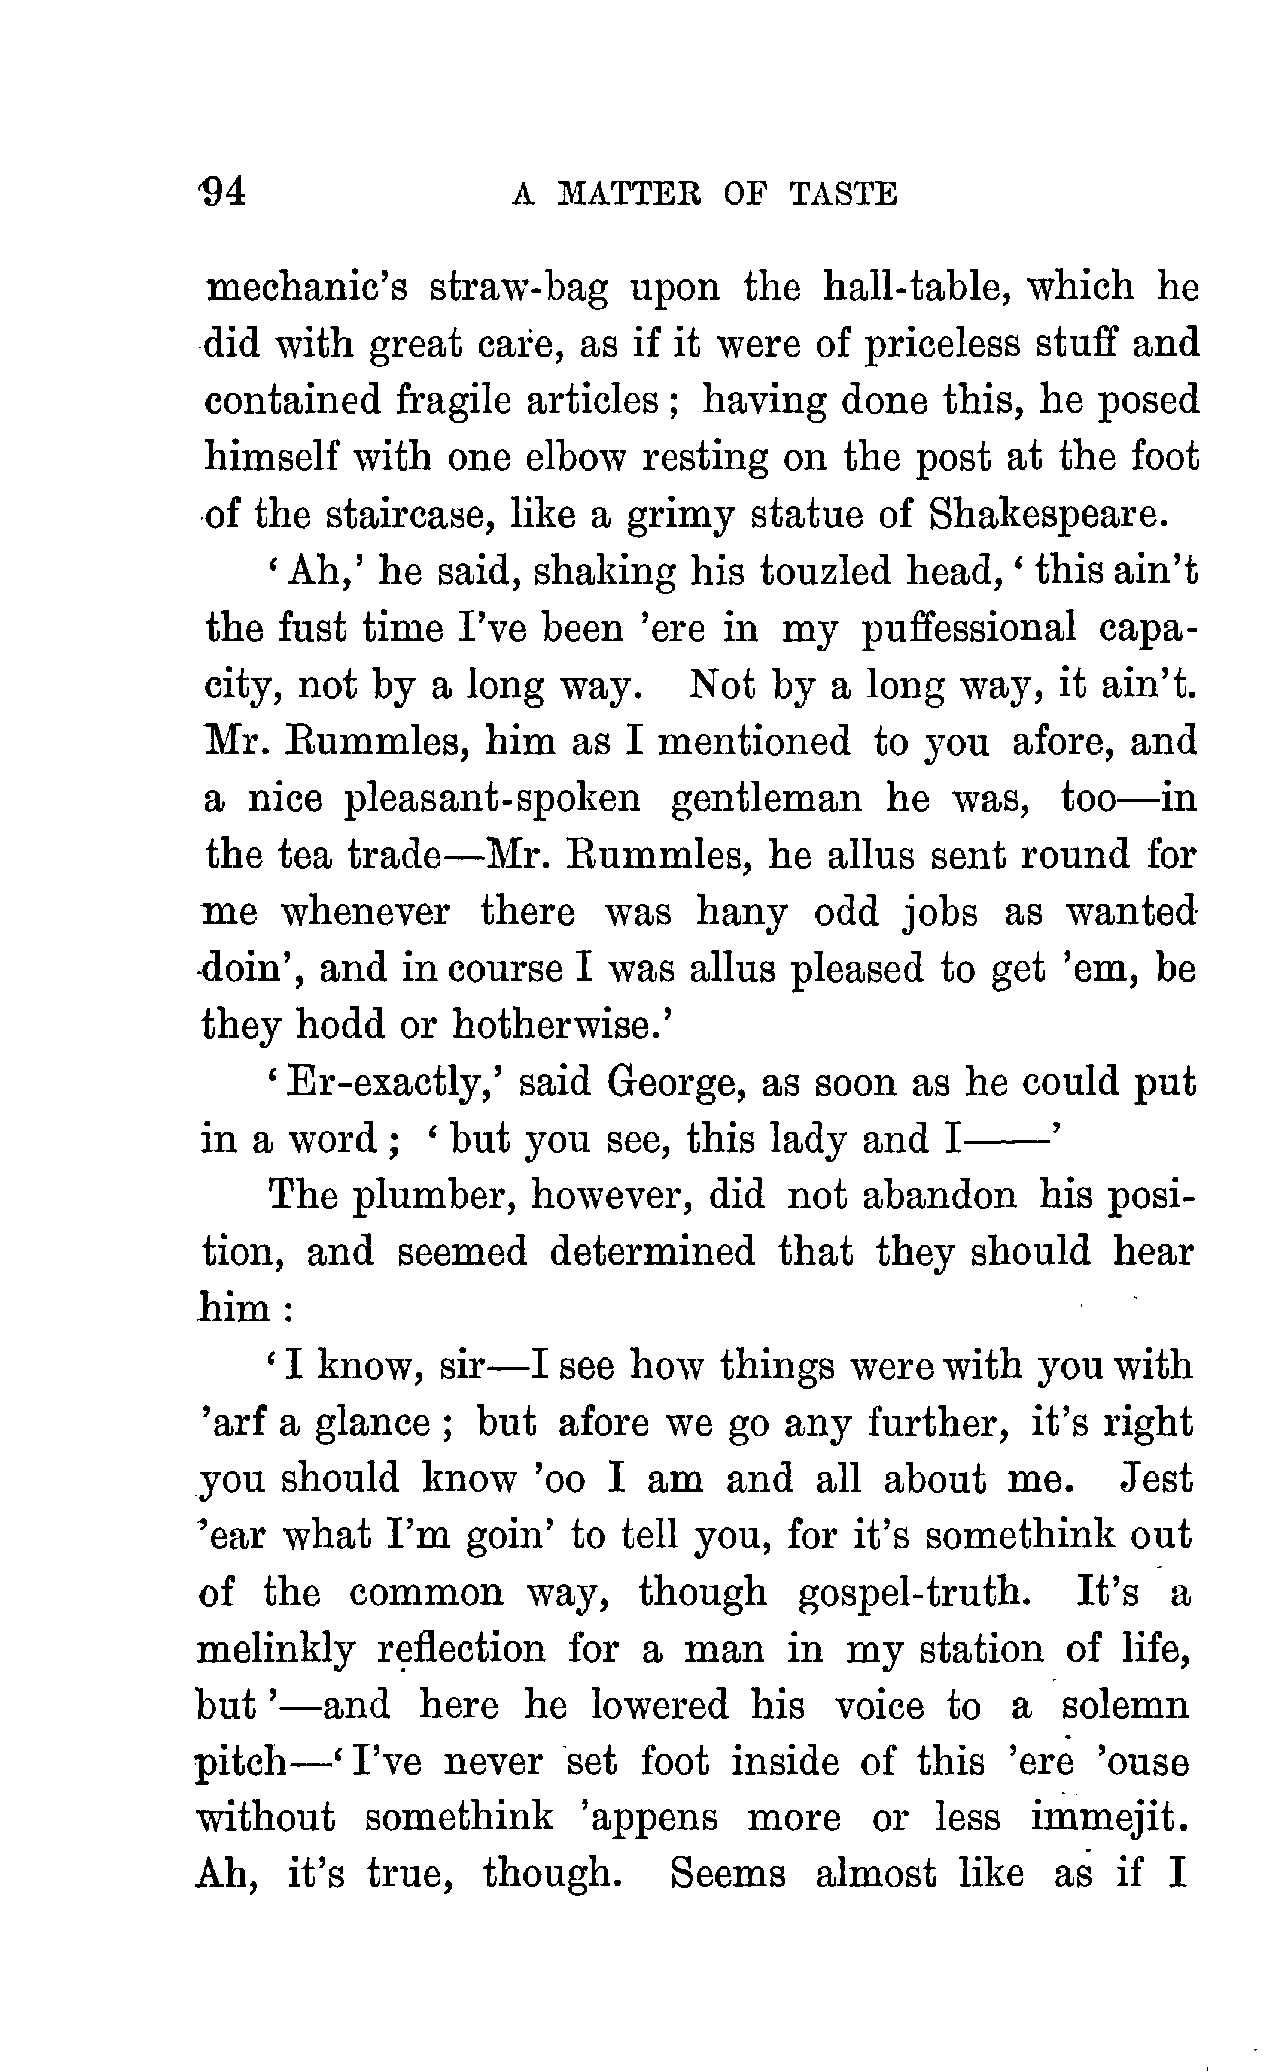 94 A MATTER OF TASTE
mechanic's straw-bag upon the hall-table, which he
did with great care, as if it were of priceless stuff and
contained fragile articles ; having done this, he posed
himself with one elbow resting on the post at the foot
of the staircase, like a grimy statue of Shakespeare.
‘ Ah,’ he said, shaking his touzled head, ‘ this ain’t
the fust time I’ve been ’ere in my puffessional capa-
city, not by a long way. Not by a long way, it ain’t.
Mr. Rummles, him as I mentioned to you afore, and
a nice pleasant-spoken gentleman he was, too—in
the tea trade—Mr. Rummles, he allus sent round for
me whenever there was hany odd jobs as wanted
doin’, and in course I was allus pleased to get ’em, be
they hodd or hotherwise.’
‘ Er-exactly,’ said George, as soon as he could put
in a word ; ‘ but you see, this lady and I——’
The plumber, however, did not abandon his posi-
tion, and seemed determined that they should hear
him :
‘ I know, sir—I see how things were with you with
’arf a glance ; but afore we go any further, it’s right
you should know ’oo I am and all about me. Jest
’ear what I’m goin’ to tell you, for it’s somethink out
of the common way, though gospel-truth. It’s a
melinkly reflection for a man in my station of life,
but ’—and here he lowered his voice to a solemn
pitch—‘ I’ve never set foot inside of this ’ere ’ouse
without somethink ’appens more or less immejit.
Ah, it’s true, though. Seems almost like as if I